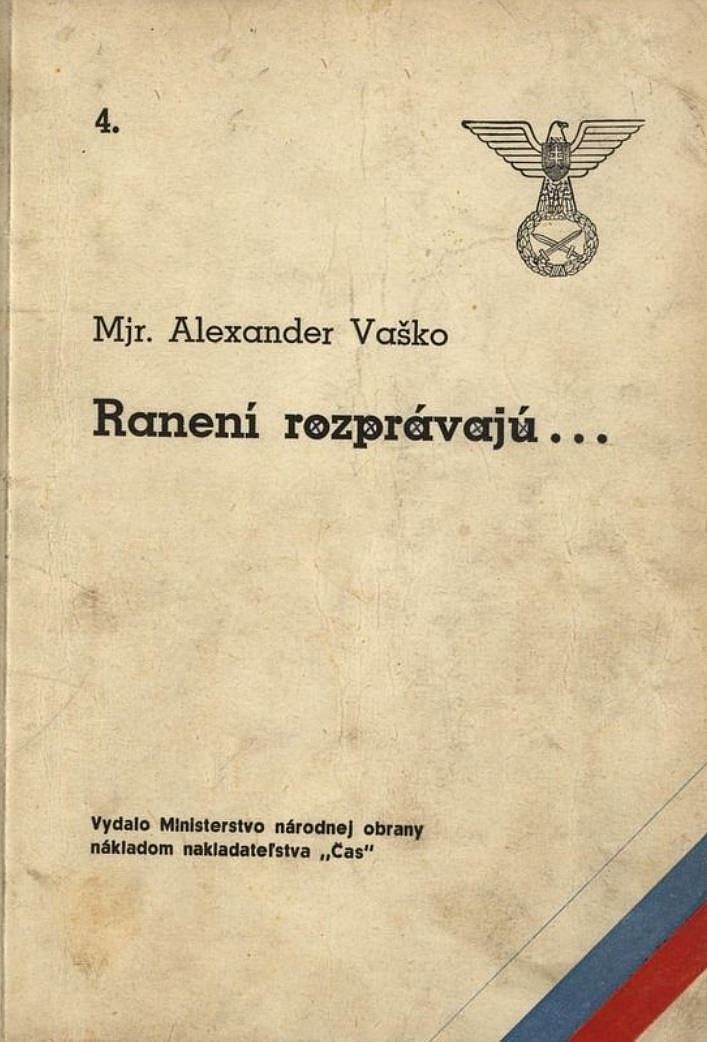 4.
Mjr. Alexander Vaško
Ranení rozprávajú...
Vydalo Ministerstvo národnej obrany
nákladom nakladateľstva „Čas"